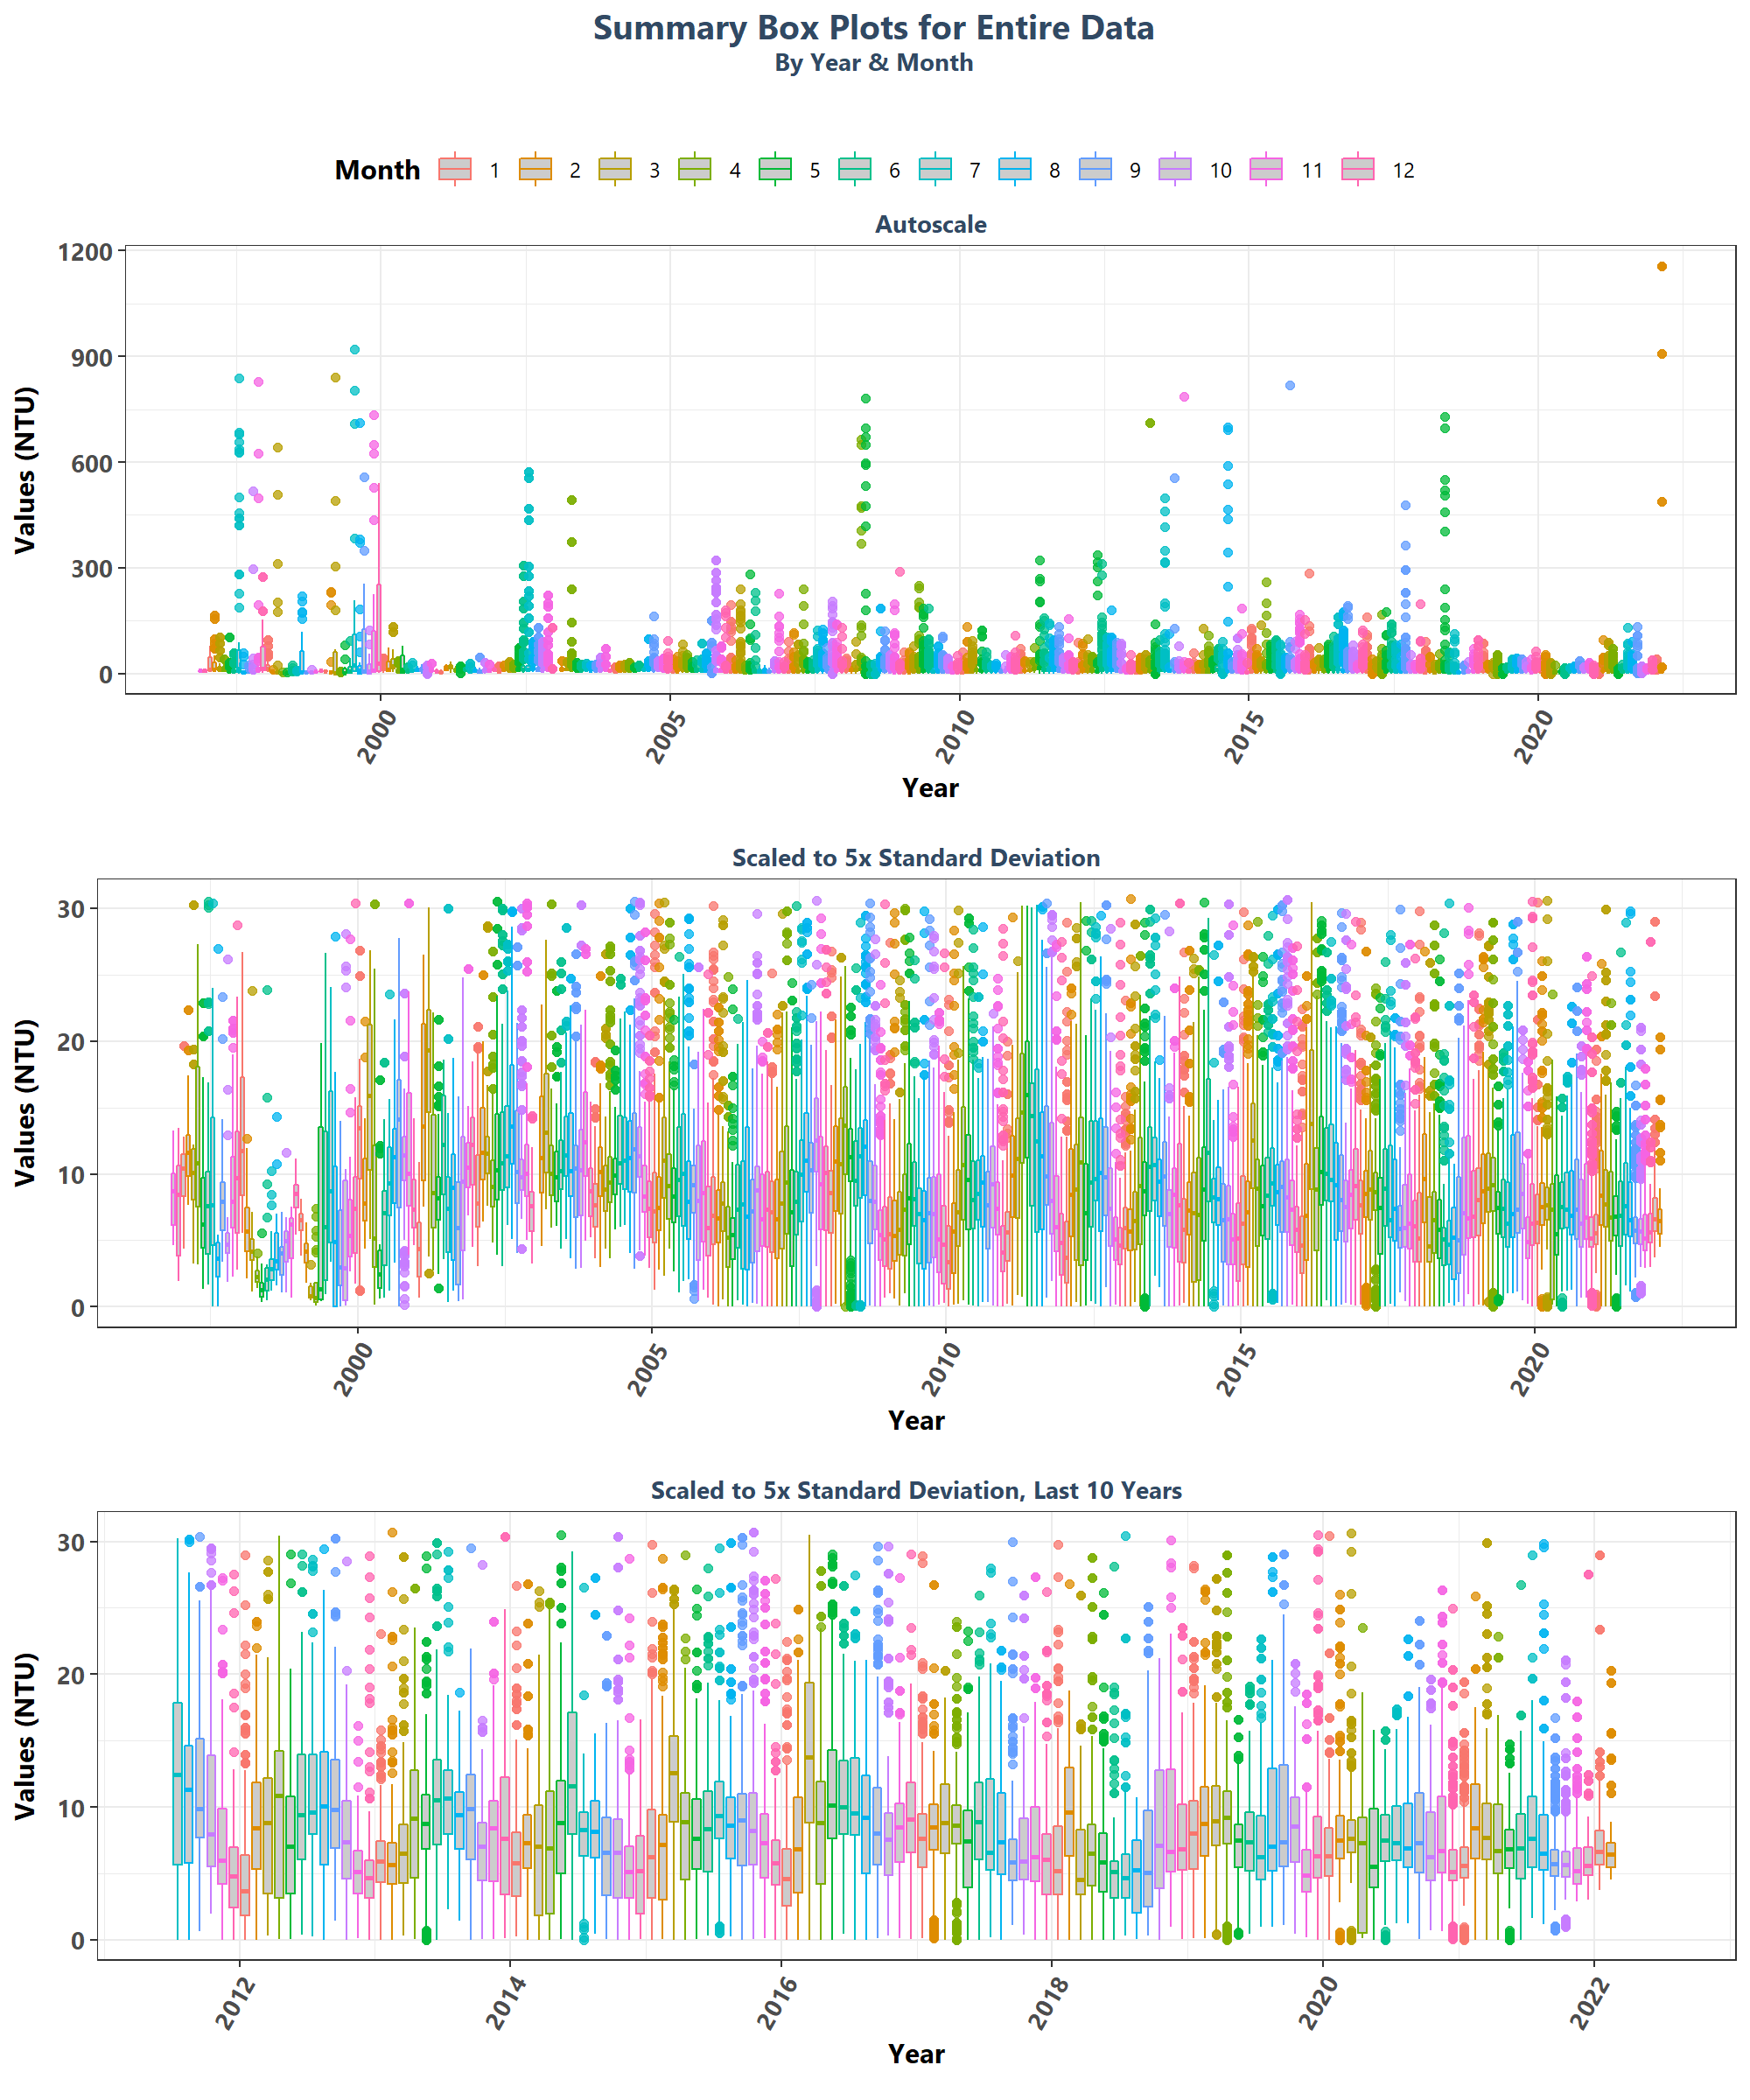 Summary Box Plots for Entire Data
By Year & Month
Month 1 2 3 4 5 6 7 8 9 10 11 12
Autoscale
1200
900
600
300
0
Values (NTU)
2000 2005 2010 2015 2020
Year
Scaled to 5x Standard Deviation
30
20
10
0
Values (NTU)
2000 2005 2010 2015 2020
Year
Scaled to 5x Standard Deviation, Last 10 Years
30
20
10
0
Values (NTU)
2012 2014 2016 2018 2020 2022
Year